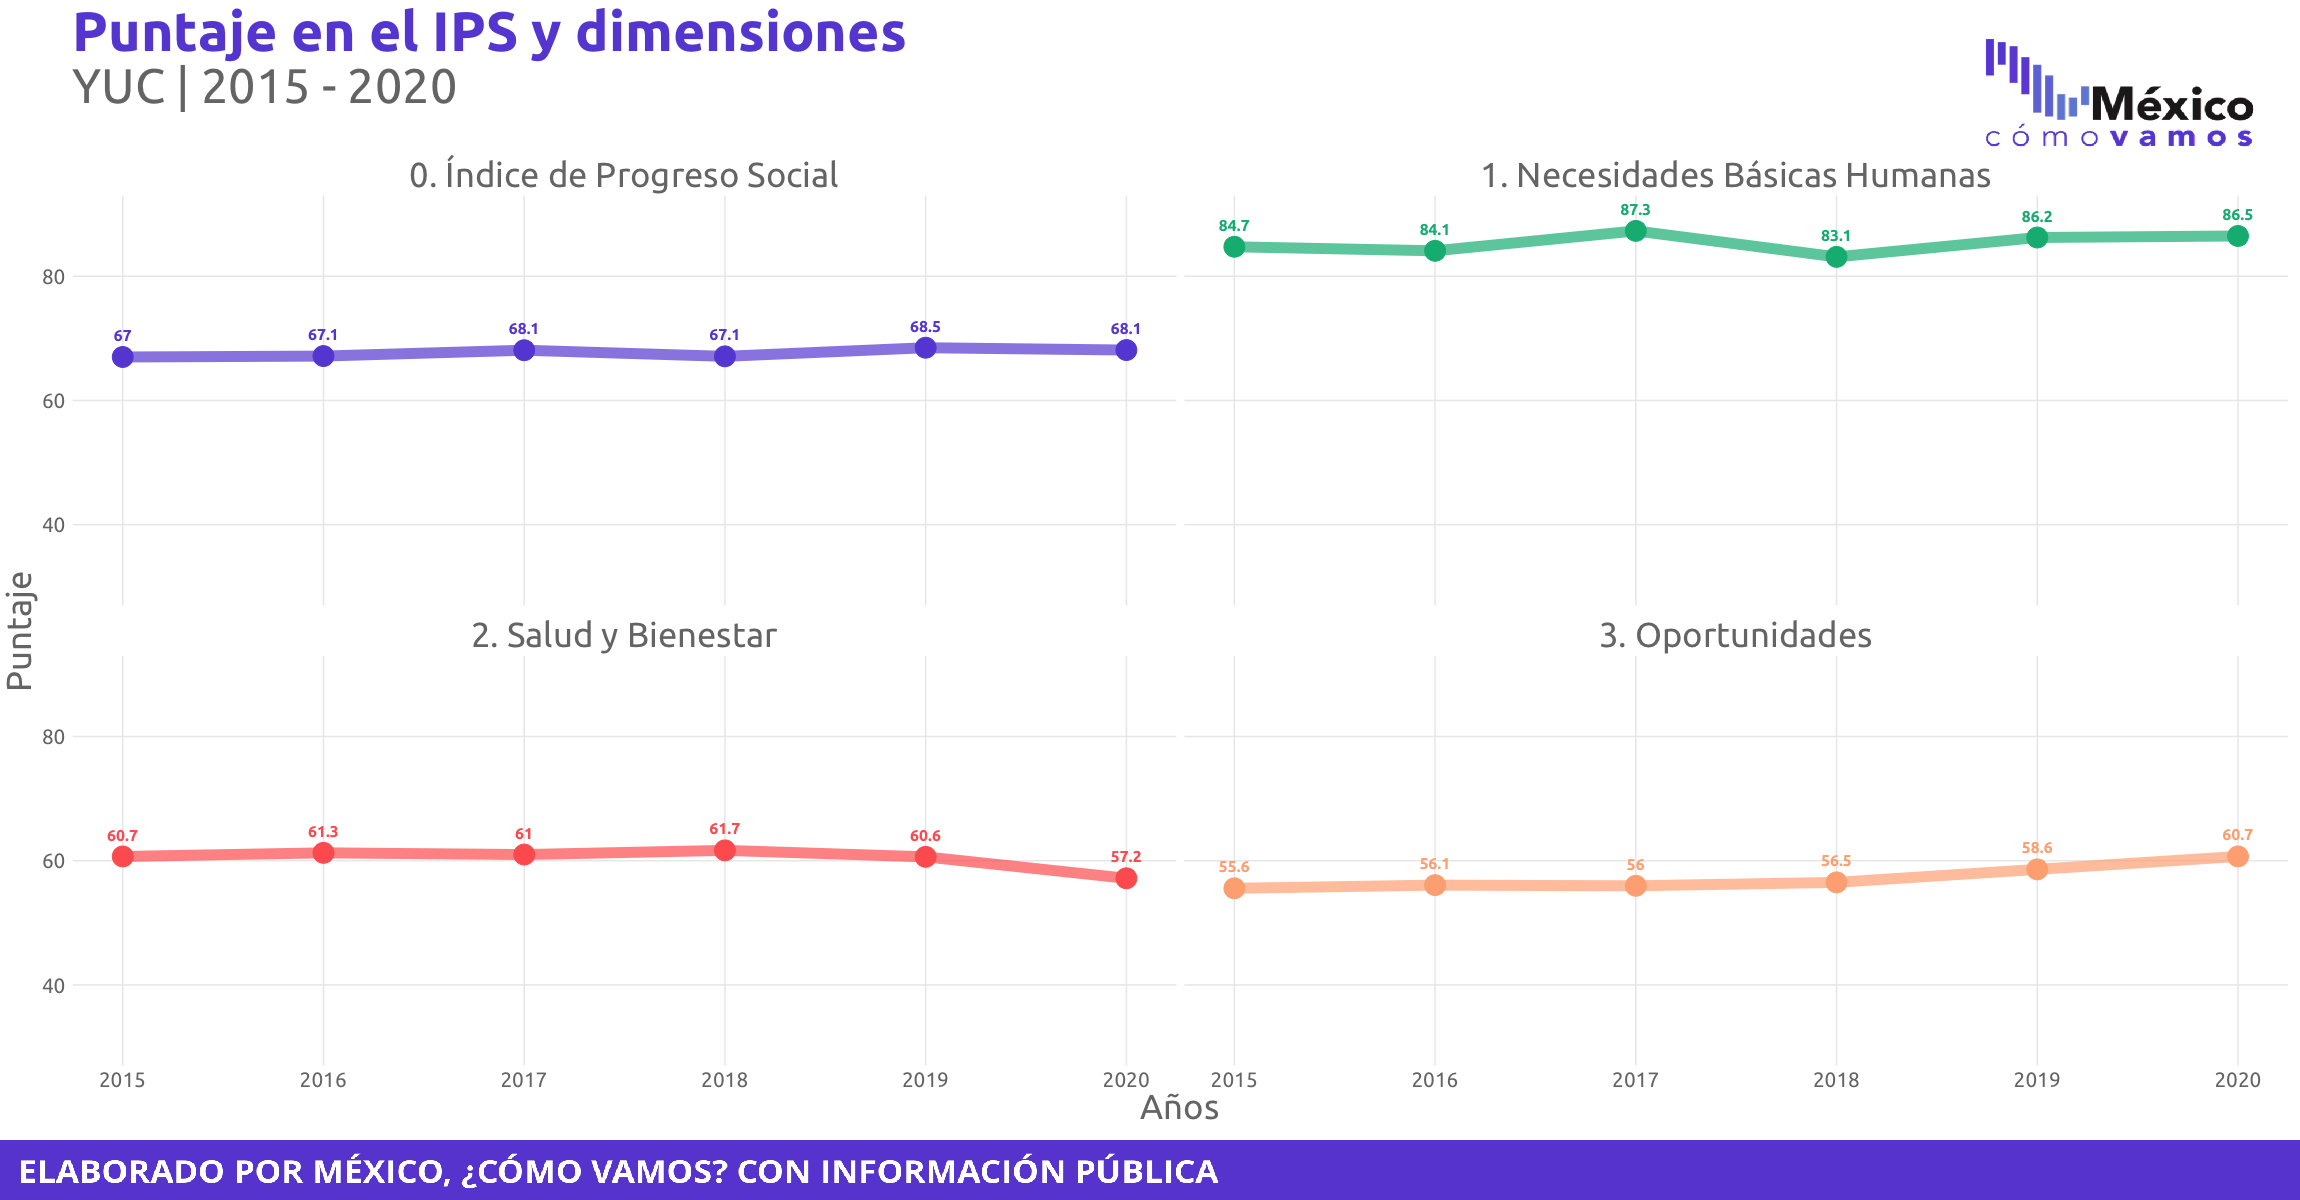 Puntaje en el IPS y dimensiones
YUC | 2015 - 2020
México
cómovamos
0. Índice de Progreso Social
80
60
40
67
67.1
68.1
67.1
68.5
68.1
1. Necesidades Básicas Humanas
84.7
84.1
87.3
83.1
86.2
86.5
Puntaje
2. Salud y Bienestar
80
60
40
60.7
61.3
61
61.7
60.6
57.2
2015 2016 2017 2018 2019 2020
3. Oportunidades
55.6
56.1
56
56.5
58.6
60.7
2015 2016 2017 2018 2019 2020
Años
ELABORADO POR MÉXICO, ¿CÓMO VAMOS? CON INFORMACIÓN PÚBLICA